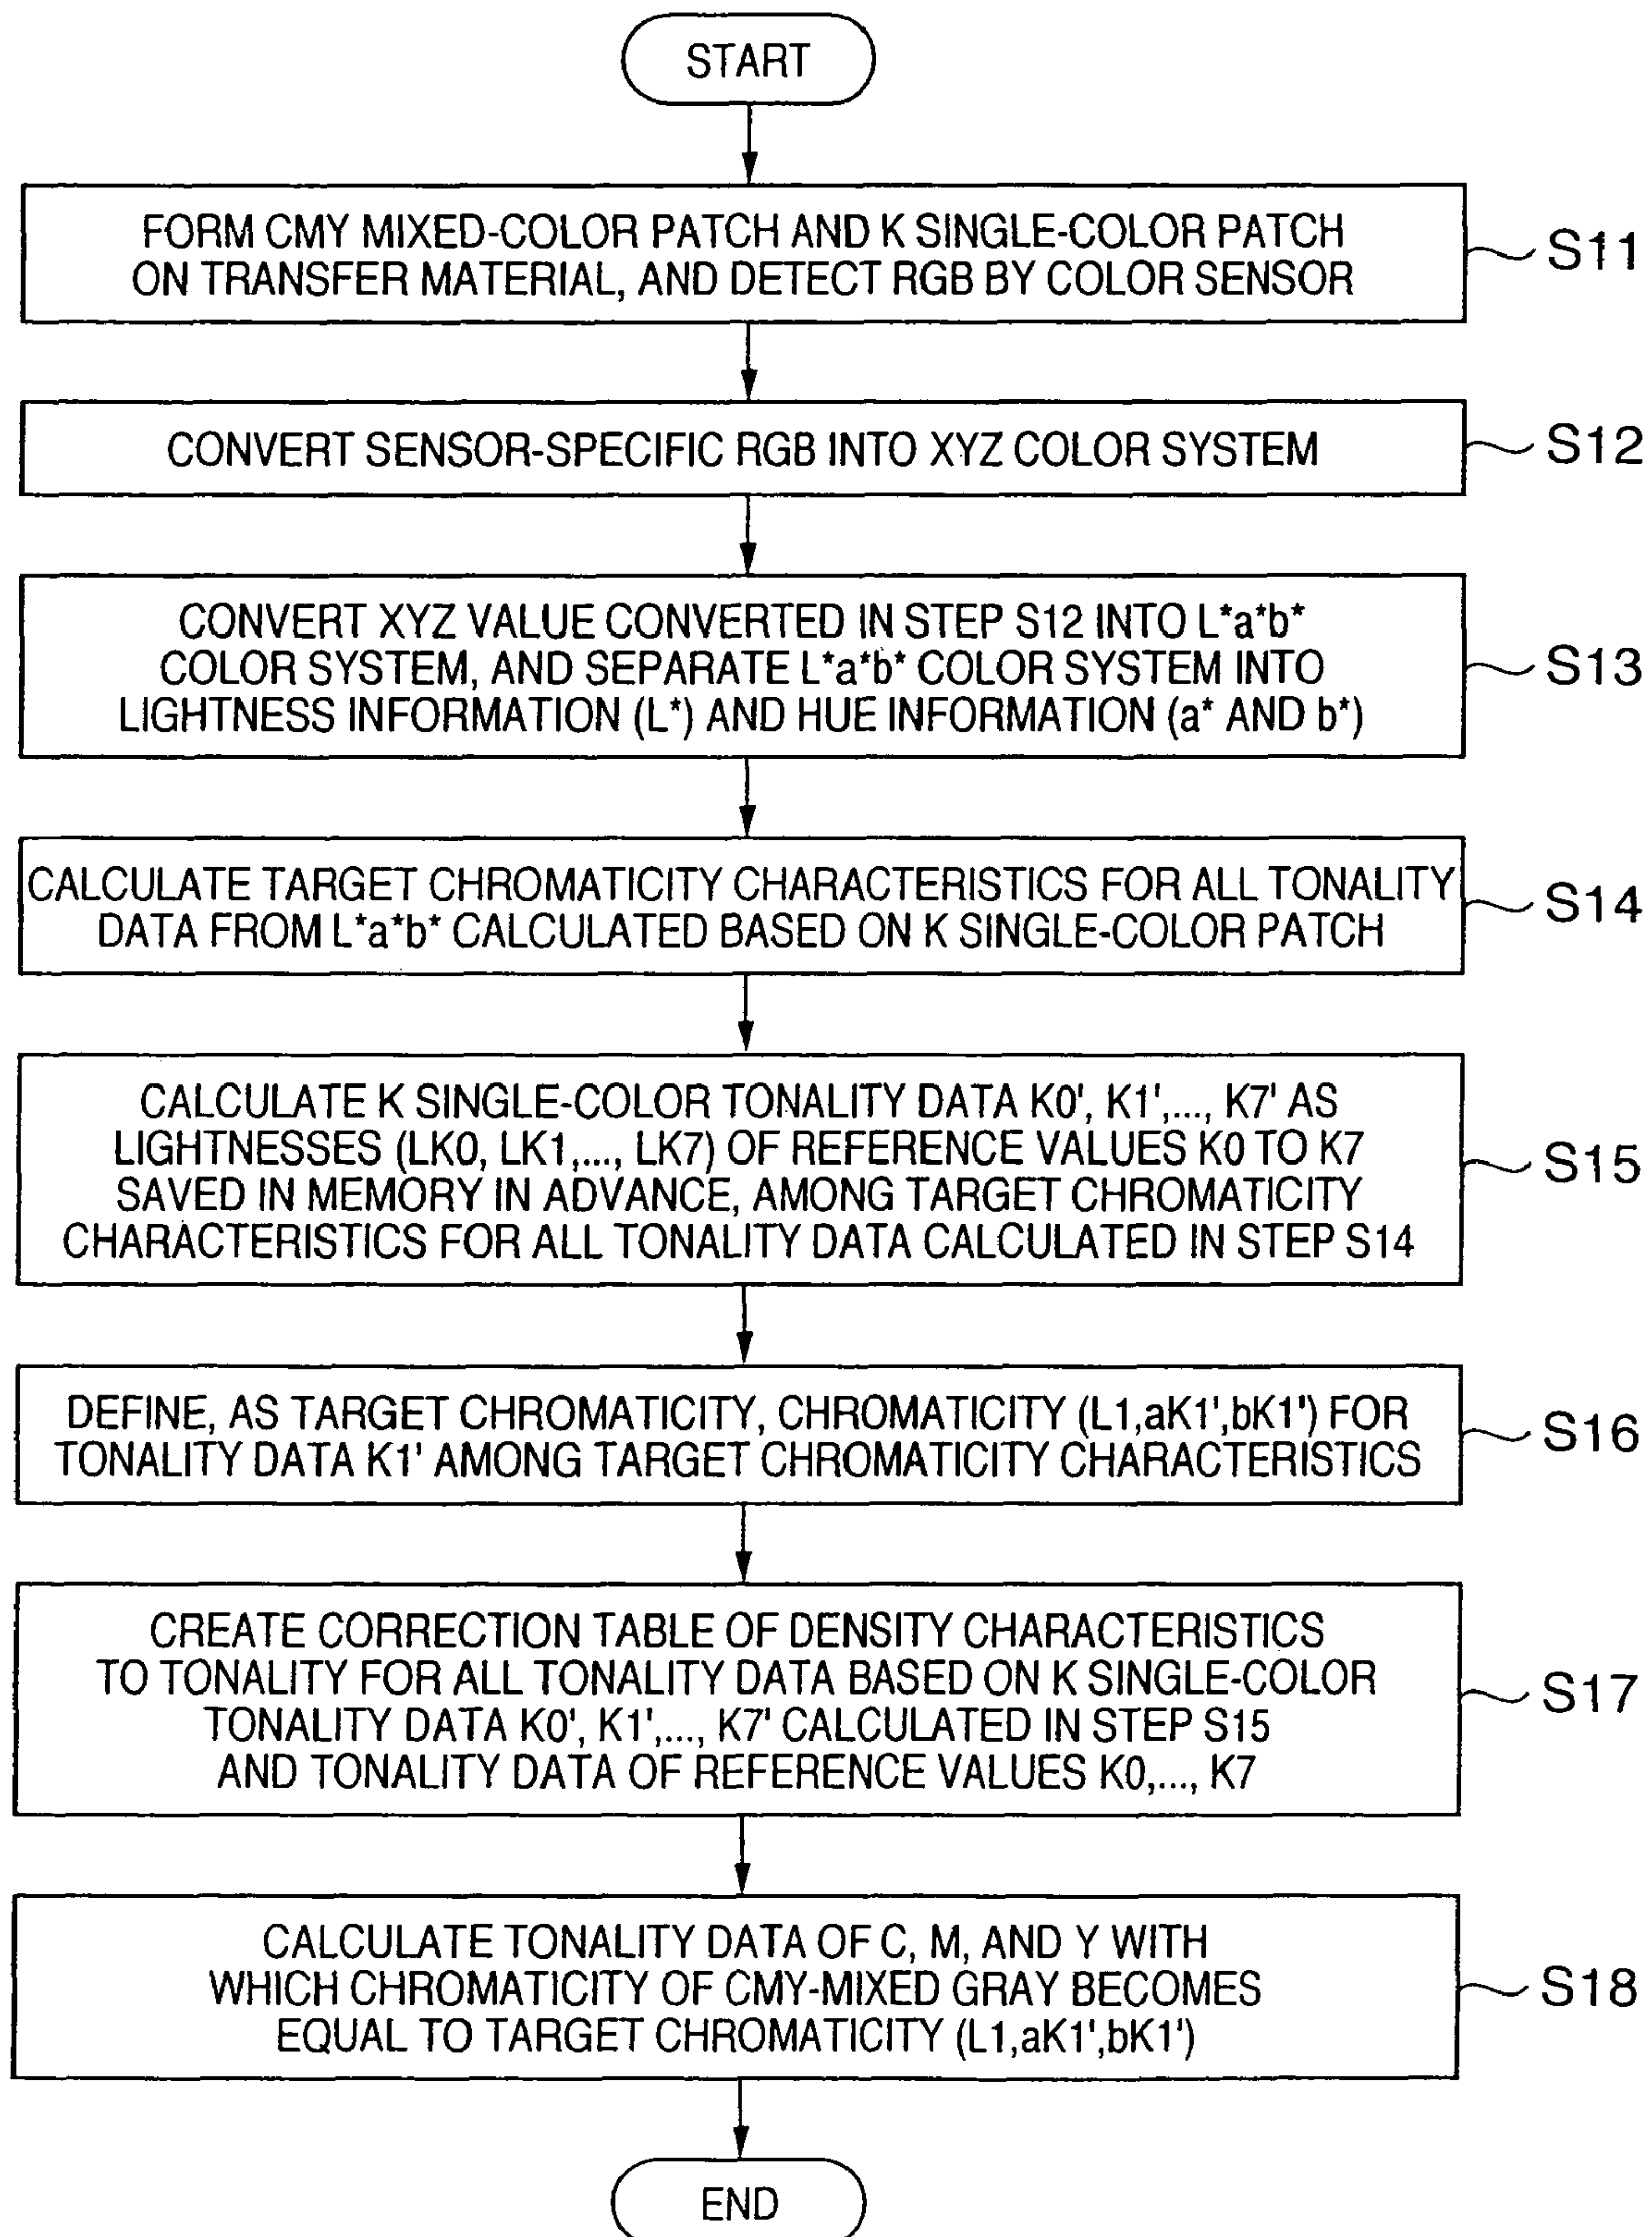 START
FORM CMY MIXED-COLOR PATCH AND K SINGLE-COLOR PATCH
ON TRANSFER MATERIAL, AND DETECT RGB BY COLOR SENSOR
S11
CONVERT SENSOR-SPECIFIC RGB INTO XYZ COLOR SYSTEM
S12
CONVERT XYZ VALUE CONVERTED IN STEP S12 INTO L*a*b*
COLOR SYSTEM, AND SEPARATE L*a*b* COLOR SYSTEM INTO
LIGHTNESS INFORMATION (L*) AND HUE INFORMATION (a* AND b*)
S13
CALCULATE TARGET CHROMATICITY CHARACTERISTICS FOR ALL TONALITY
DATA FROM L*a*b* CALCULATED BASED ON K SINGLE-COLOR PATCH
S14
CALCULATE K SINGLE-COLOR TONALITY DATA K0', K1',..., K7' AS
LIGHTNESSES (LK0, LK1,..., LK7) OF REFERENCE VALUES K0 TO K7
SAVED IN MEMORY IN ADVANCE, AMONG TARGET CHROMATICITY
CHARACTERISTICS FOR ALL TONALITY DATA CALCULATED IN STEP S14
S15
DEFINE, AS TARGET CHROMATICITY, CHROMATICITY (L1,aK1',bK1') FOR
TONALITY DATA K1' AMONG TARGET CHROMATICITY CHARACTERISTICS
S16
CREATE CORRECTION TABLE OF DENSITY CHARACTERISTICS
TO TONALITY FOR ALL TONALITY DATA BASED ON K SINGLE-COLOR
TONALITY DATA K0', K1',..., K7' CALCULATED IN STEP S15
AND TONALITY DATA OF REFERENCE VALUES K0,..., K7
S17
CALCULATE TONALITY DATA OF C, M, AND Y WITH
WHICH CHROMATICITY OF CMY-MIXED GRAY BECOMES
EQUAL TO TARGET CHROMATICITY (L1,aK1',bK1')
S18
END